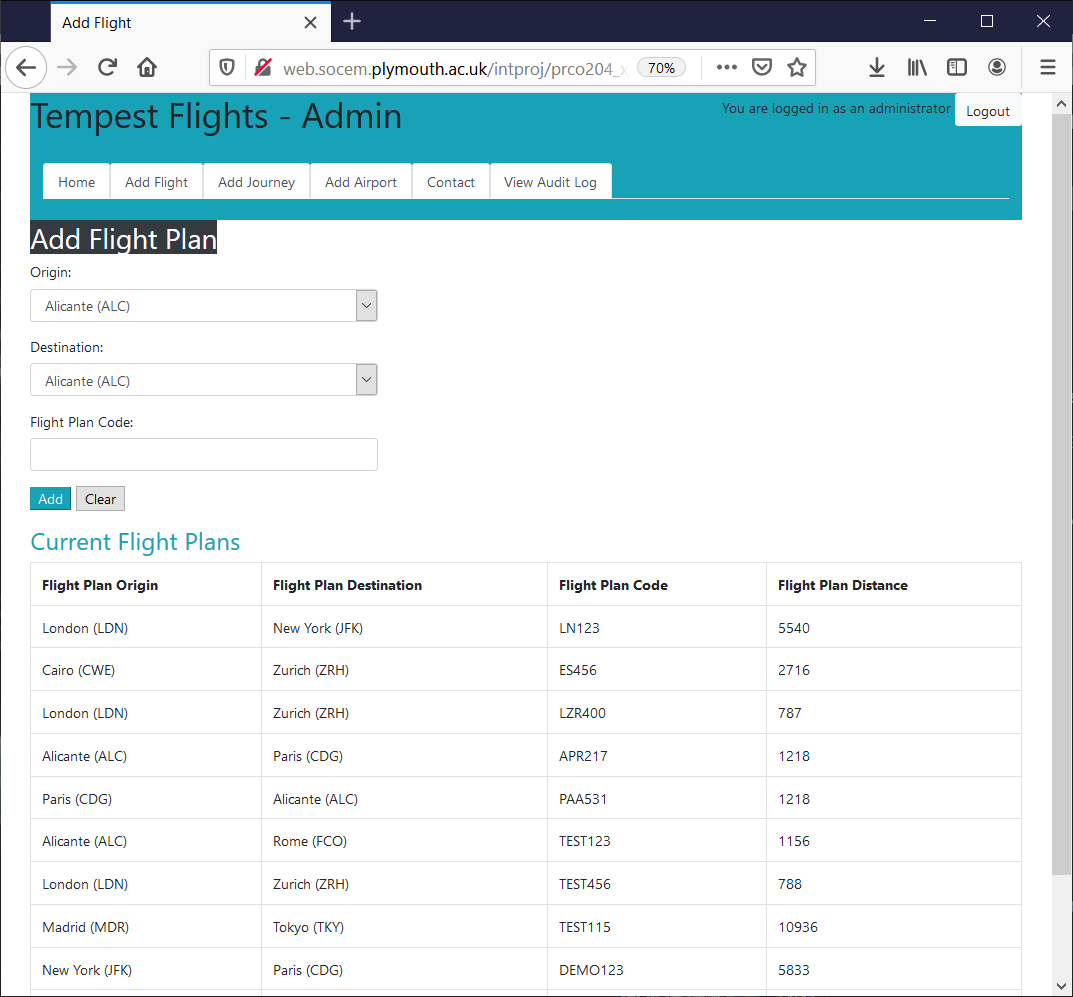 Add Flight
web.socem.plymouth.ac.uk/intproj/prco204_ 70%
Tempest Flights - Admin
You are logged in as an administrator Logout
Home Add Flight Add Journey Add Airport Contact View Audit Log
Add Flight Plan
Origin:
Alicante (ALC)
Destination:
Alicante (ALC)
Flight Plan Code:
Add Clear
Current Flight Plans
Flight Plan Origin Flight Plan Destination Flight Plan Code Flight Plan Distance
London (LDN) New York (JFK) LN123 5540
Cairo (CWE) Zurich (ZRH) ES456 2716
London (LDN) Zurich (ZRH) LZR400 787
Alicante (ALC) Paris (CDG) APR217 1218
Paris (CDG) Alicante (ALC) PAA531 1218
Alicante (ALC) Rome (FCO) TEST123 1156
London (LDN) Zurich (ZRH) TEST456 788
Madrid (MDR) Tokyo (TKY) TEST115 10936
New York (JFK) Paris (CDG) DEMO123 5833